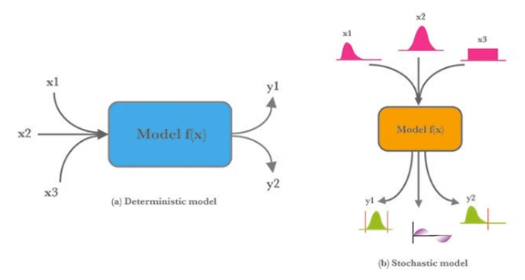 x1
x2
x3
Model f(x)
y1
y2
(a) Deterministic model
x1
x2
x3
Model f(x)
y1
y2
(b) Stochastic model